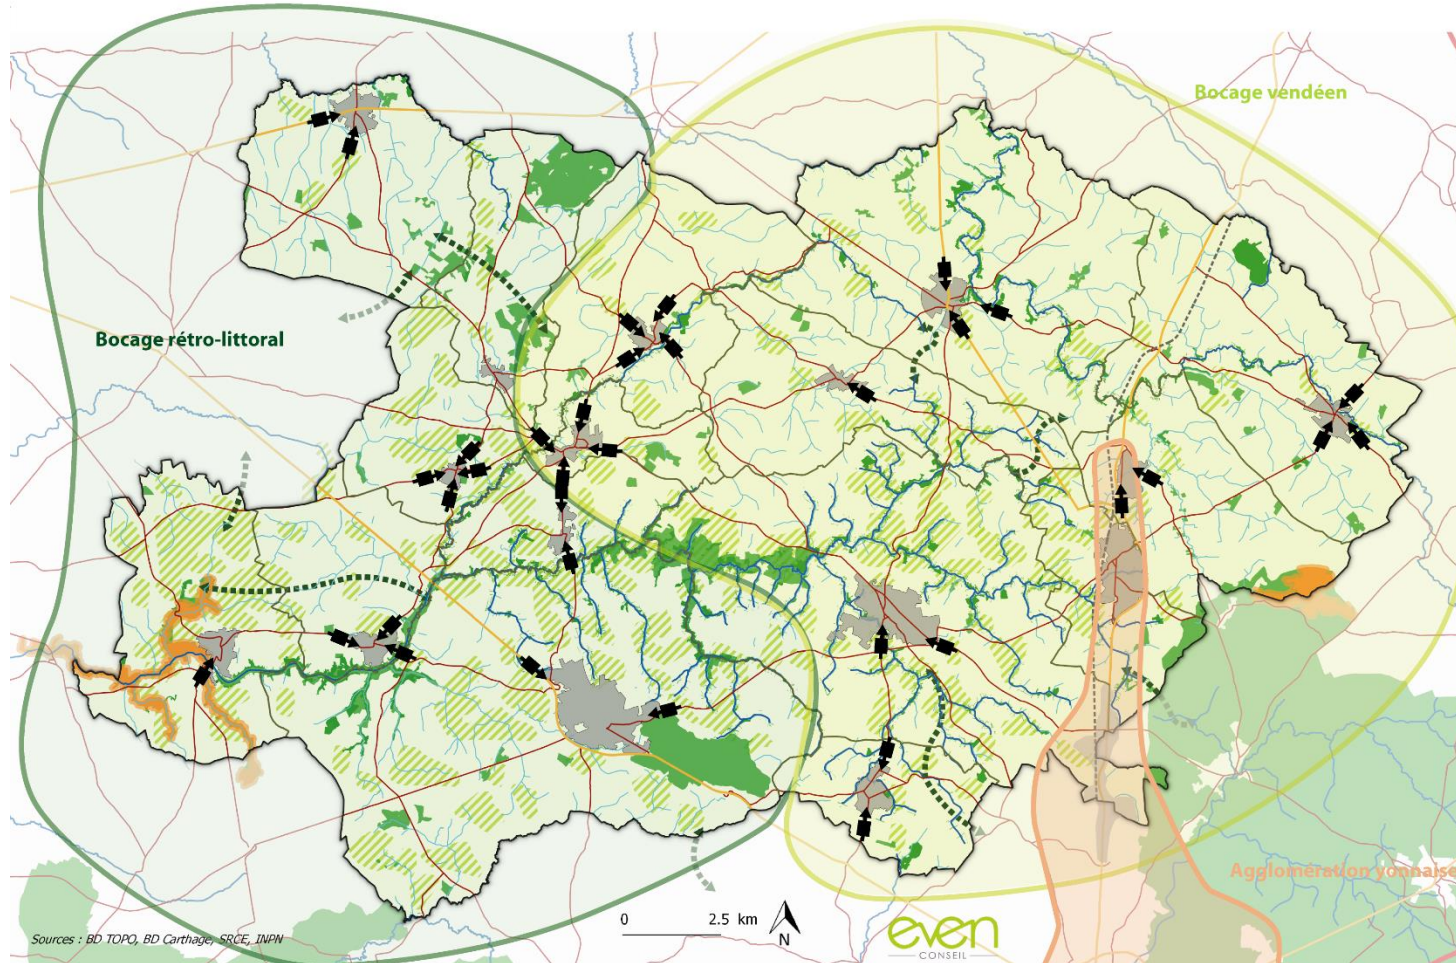 Bocage vendéen
Bocage rétro-littoral
Agglomération yonnaise
0 2.5 km
N
even
CONSEIL
Sources : BD TOPO, BD Carthage, SRCE, INPN